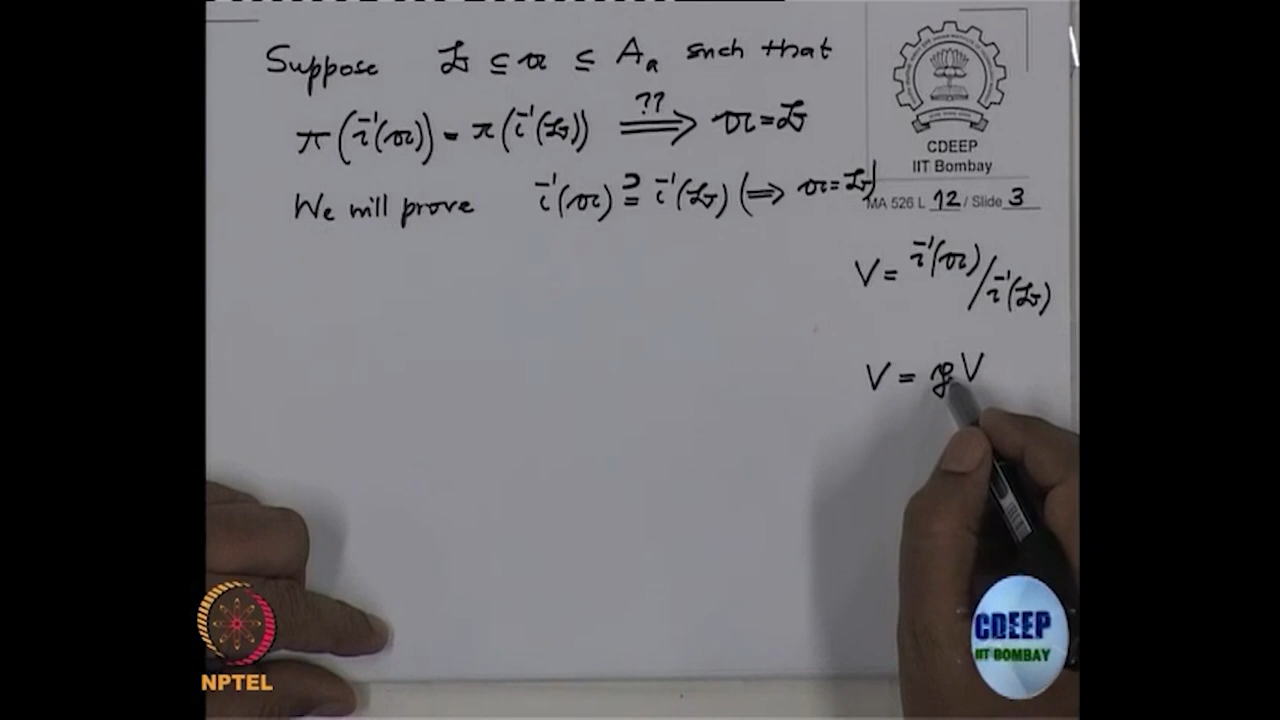 Suppose 𝔏 ⊆ 𝔞 ⊆ Aₐ such that
π(i⁻¹(𝔞)) = π(i⁻¹(𝔏)) ⟹ 𝔞 = 𝔏
??
We will prove i⁻¹(𝔞) ⊇ i⁻¹(𝔏) (⟹ 𝔞 = 𝔏)
CDEEP
IIT Bombay
MA 526 L 12 / Slide 3
V = i⁻¹(𝔞) / i⁻¹(𝔏)
V = 𝔤V
NPTEL
CDEEP
IIT BOMBAY